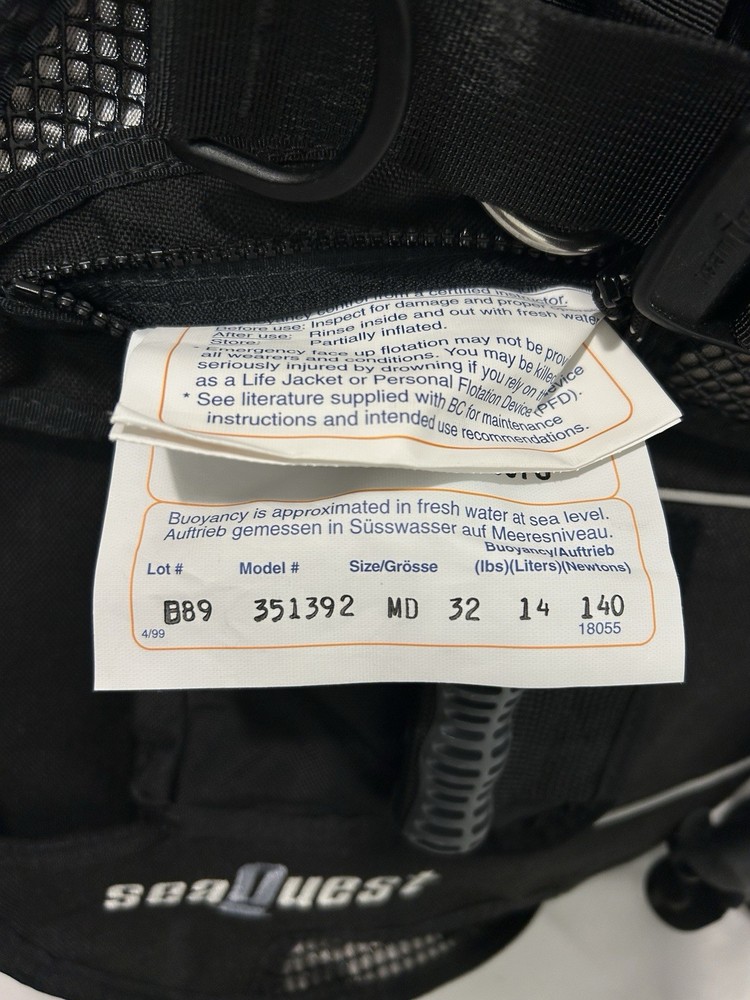 control from a certified instructor.
Before use: Inspect for damage and proper
After use: Rinse inside and out with fresh water
Store: Partially inflated.
* Emergency face up flotation may not be prov
all wearers and conditions. You may be killed
seriously injured by drowning if you rely on
as a Life Jacket or Personal Flotation Device (PFD).
* See literature supplied with BC for maintenance
instructions and intended use recommendations.
Buoyancy is approximated in fresh water at sea level.
Auftrieb gemessen in Süsswasser auf Meeresniveau.
Buoyancy/Auftrieb
Lot # Model # Size/Grösse (lbs)(Liters)(Newtons)
B89 351392 MD 32 14 140
4/99 18055
seaQuest